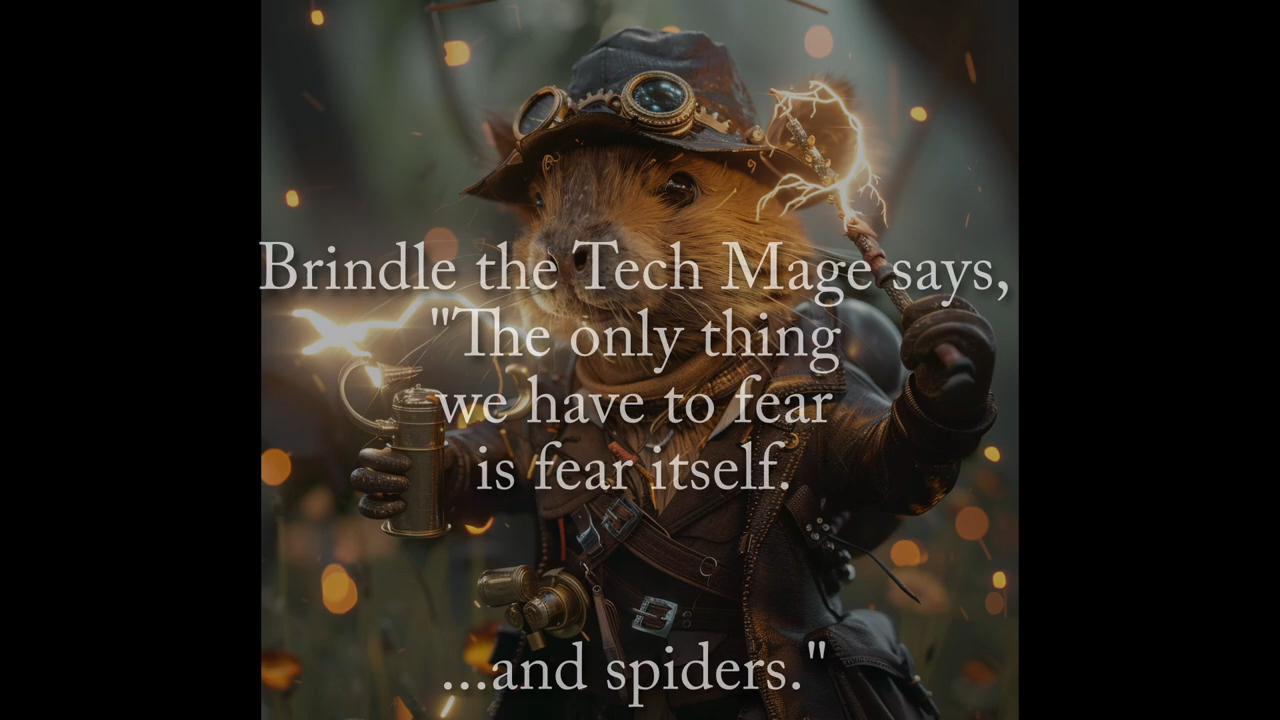 Brindle the Tech Mage says,
"The only thing
we have to fear
is fear itself.
...and spiders."